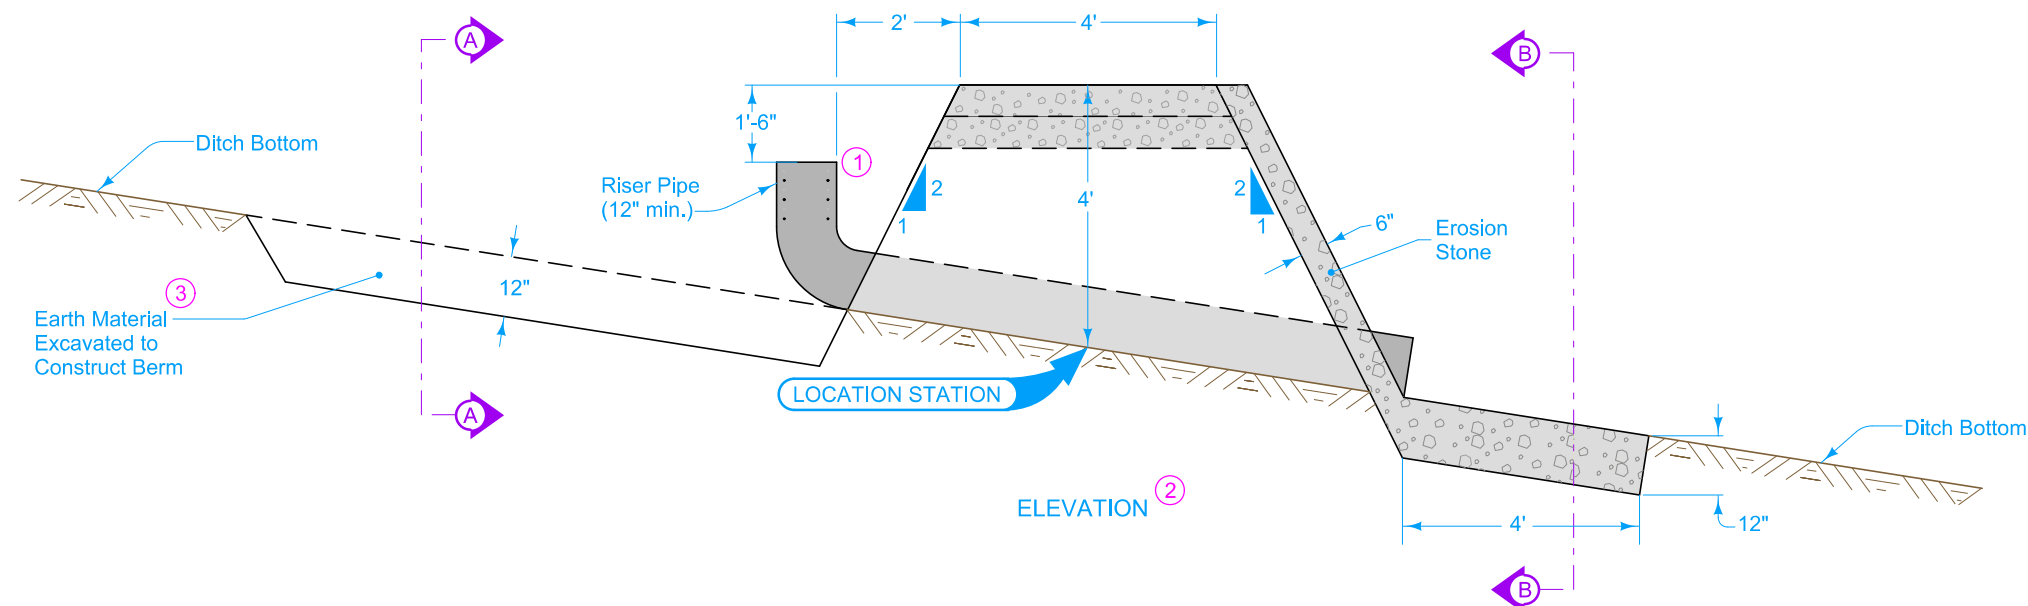 A
2'
4'
B
1'-6"
Ditch Bottom
1
Riser Pipe
(12" min.)
2
1
4'
2
1
6"
Erosion
Stone
12"
3
Earth Material
Excavated to
Construct Berm
LOCATION STATION
A
Ditch Bottom
ELEVATION
2
4'
12"
B